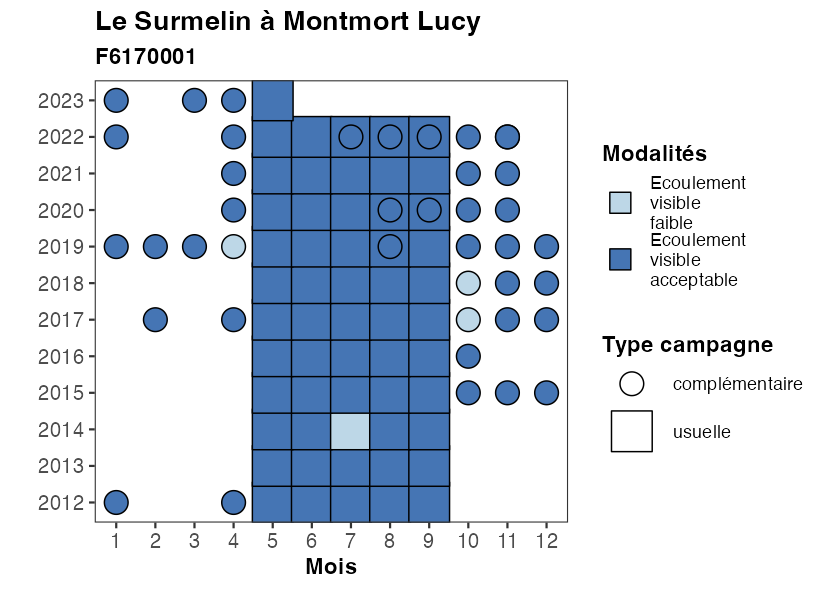 Le Surmelin à Montmort Lucy
F6170001
2023
2022
2021
2020
2019
2018
2017
2016
2015
2014
2013
2012
1 2 3 4 5 6 7 8 9 10 11 12
Mois
Modalités
Ecoulement
visible
faible
Ecoulement
visible
acceptable
Type campagne
complémentaire
usuelle